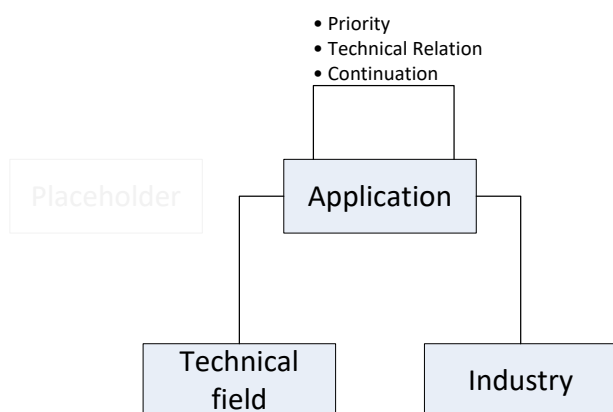 • Priority
• Technical Relation
• Continuation
Placeholder
Application
Technical
field
Industry